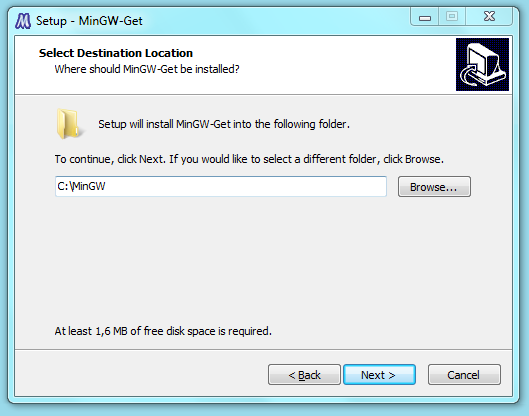 Setup - MinGW-Get
Select Destination Location
Where should MinGW-Get be installed?
Setup will install MinGW-Get into the following folder.
To continue, click Next. If you would like to select a different folder, click Browse.
C:\MinGW
Browse...
At least 1,6 MB of free disk space is required.
< Back
Next >
Cancel